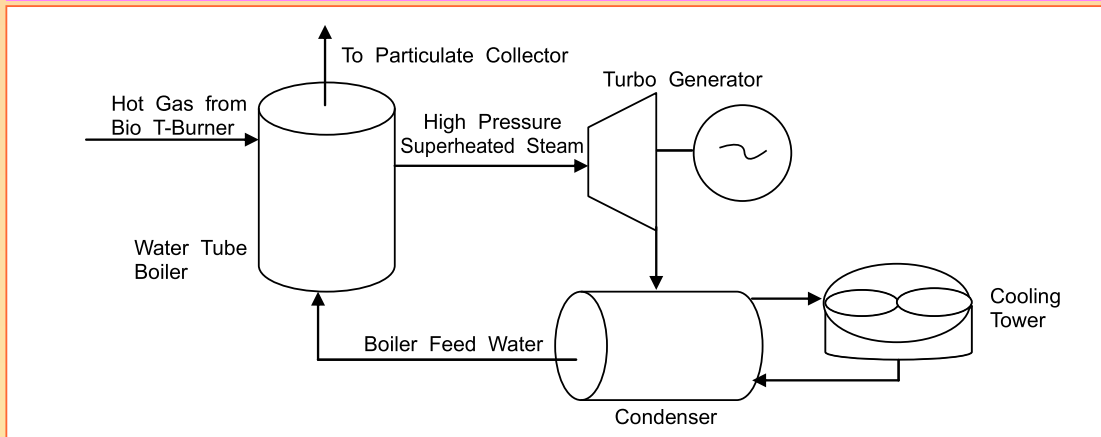 To Particulate Collector
Turbo Generator
Hot Gas from
Bio T-Burner
High Pressure
Superheated Steam
Water Tube
Boiler
Cooling
Tower
Boiler Feed Water
Condenser